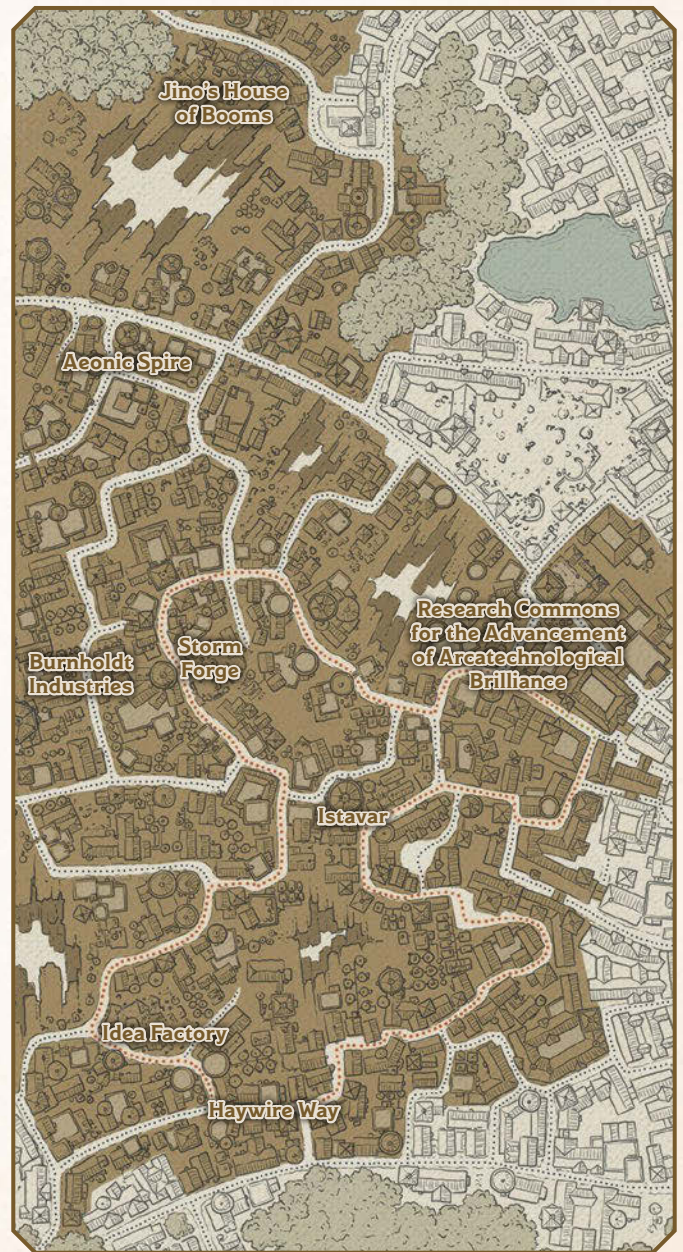 Jino's House
of Booms
Aeonic Spire
Research Commons
for the Advancement
of Arcatechnological
Brilliance
Storm
Forge
Burnholdt
Industries
Istavar
Idea Factory
Haywire Way